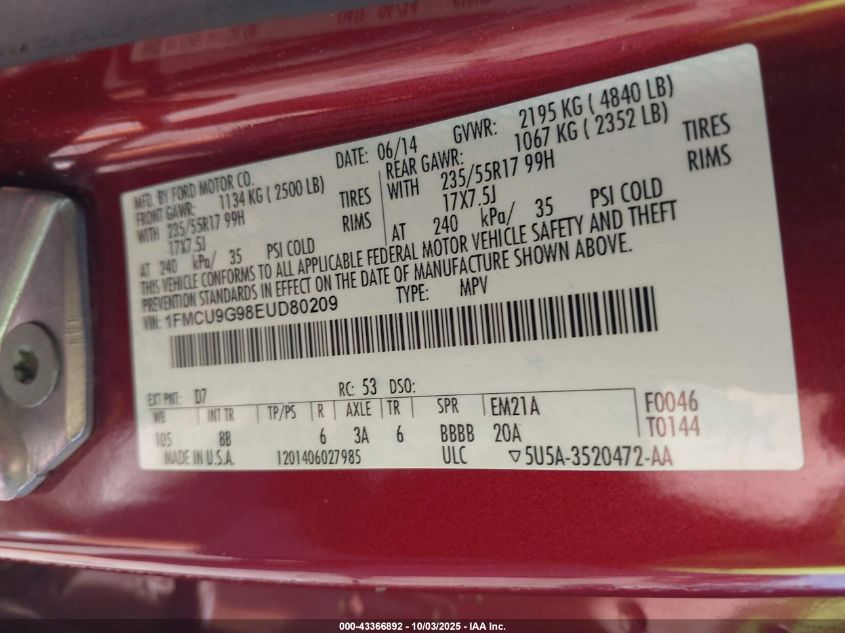 MFD. BY FORD MOTOR CO.
DATE: 06/14 GVWR: 2195 KG ( 4840 LB)
FRONT GAWR: 1134 KG ( 2500 LB)
REAR GAWR: 1067 KG ( 2352 LB)
WITH 235/55R17 99H TIRES
WITH 235/55R17 99H TIRES
17X7.5J RIMS
17X7.5J RIMS
AT 240 kPa/ 35 PSI COLD
AT 240 kPa/ 35 PSI COLD
THIS VEHICLE CONFORMS TO ALL APPLICABLE FEDERAL MOTOR VEHICLE SAFETY AND THEFT
PREVENTION STANDARDS IN EFFECT ON THE DATE OF MANUFACTURE SHOWN ABOVE.
VIN: 1FMCU9G98EUD80209 TYPE: MPV
EXT PNT: D7 RC: 53 DSO:
WB INT TR TP/PS R AXLE TR SPR EM21A F0046
105 8B 6 3A 6 BBBB 20A T0144
MADE IN U.S.A. 1201406027985 ULC ▽5U5A-3520472-AA
000-43366892 - 10/03/2025 - IAA Inc.